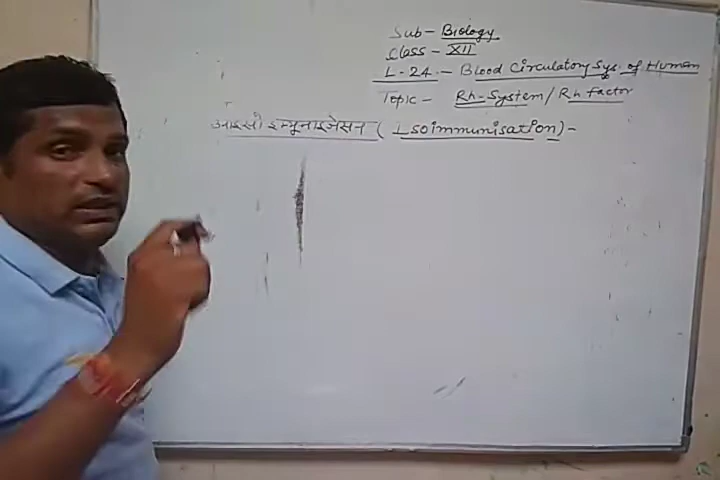 Sub- Biology
Class - XII
L-24 - Blood Circulatory Sys. of Human
Topic - Rh-System/Rh factor
आइसो इम्यूनाइजेसन ( Isoimmunisation) -